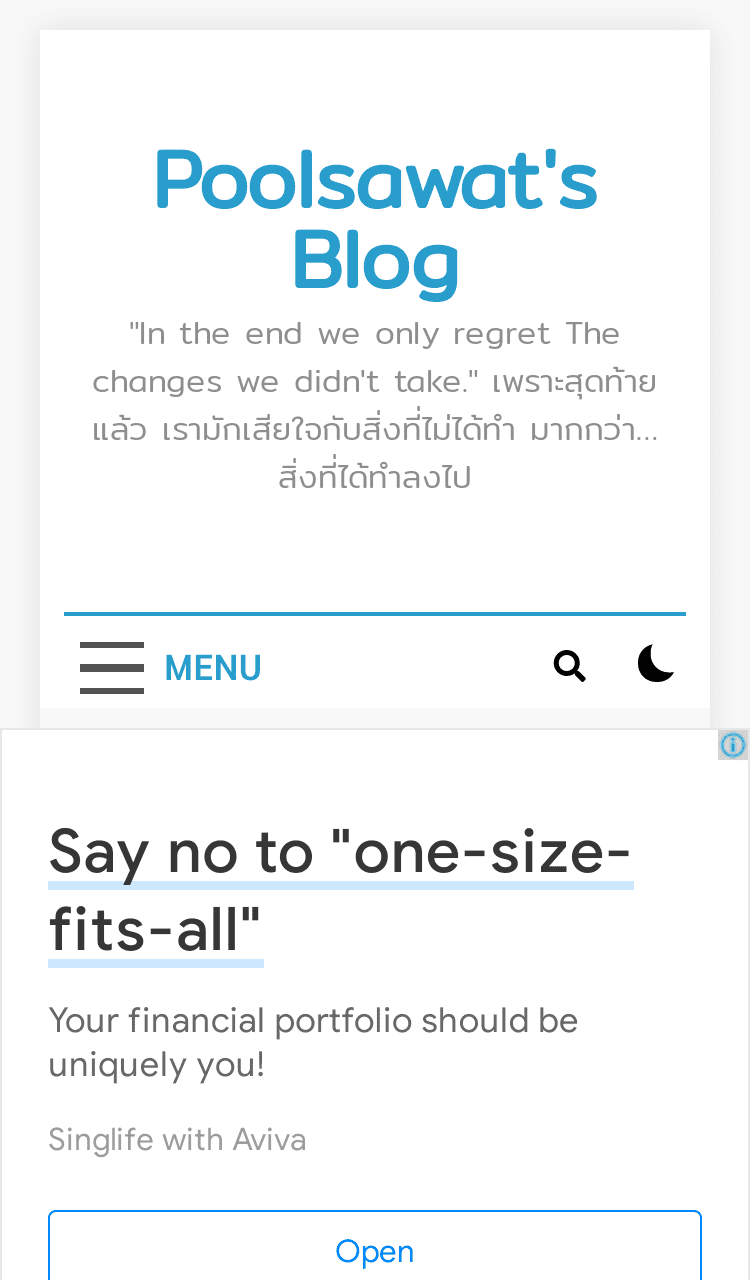 Poolsawat's
Blog
"In the end we only regret The
changes we didn't take." เพราะสุดท้าย
แล้ว เรามักเสียใจกับสิ่งที่ไม่ได้ทำ มากกว่า...
สิ่งที่ได้ทำลงไป
MENU
Say no to "one-size-
fits-all"
Your financial portfolio should be
uniquely you!
Singlife with Aviva
Open